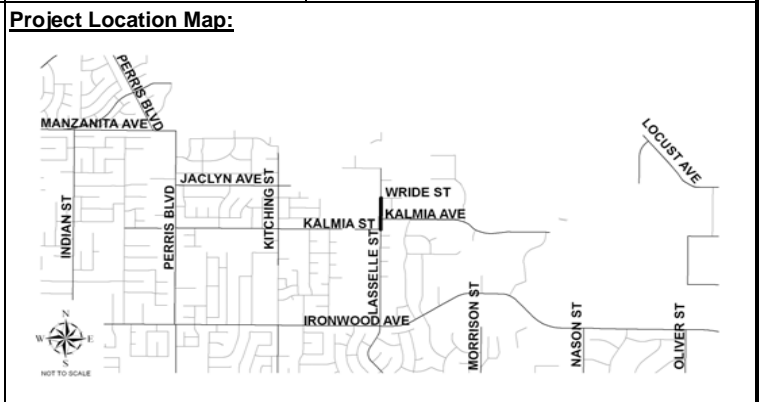 Project Location Map:
PERRIS BLVD
MANZANITA AVE
LOCUST AVE
JACLYN AVE
KITCHING ST
WRIDE ST
KALMIA AVE
KALMIA ST
INDIAN ST
PERRIS BLVD
LASSELLE ST
IRONWOOD AVE
MORRISON ST
NASON ST
OLIVER ST
N
W
E
S
NOT TO SCALE